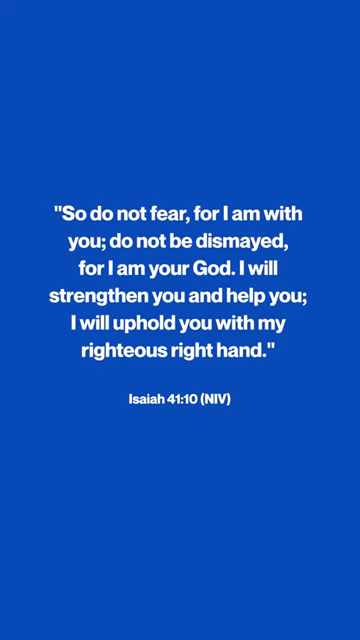 "So do not fear, for I am with
you; do not be dismayed,
for I am your God. I will
strengthen you and help you;
I will uphold you with my
righteous right hand."
Isaiah 41:10 (NIV)